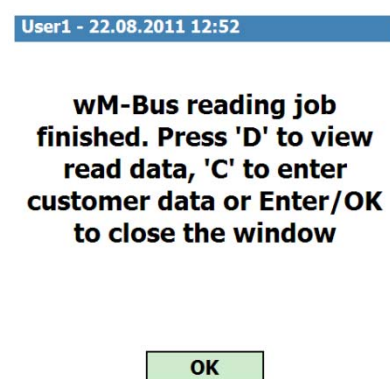 User1 - 22.08.2011 12:52
wM-Bus reading job
finished. Press 'D' to view
read data, 'C' to enter
customer data or Enter/OK
to close the window
OK